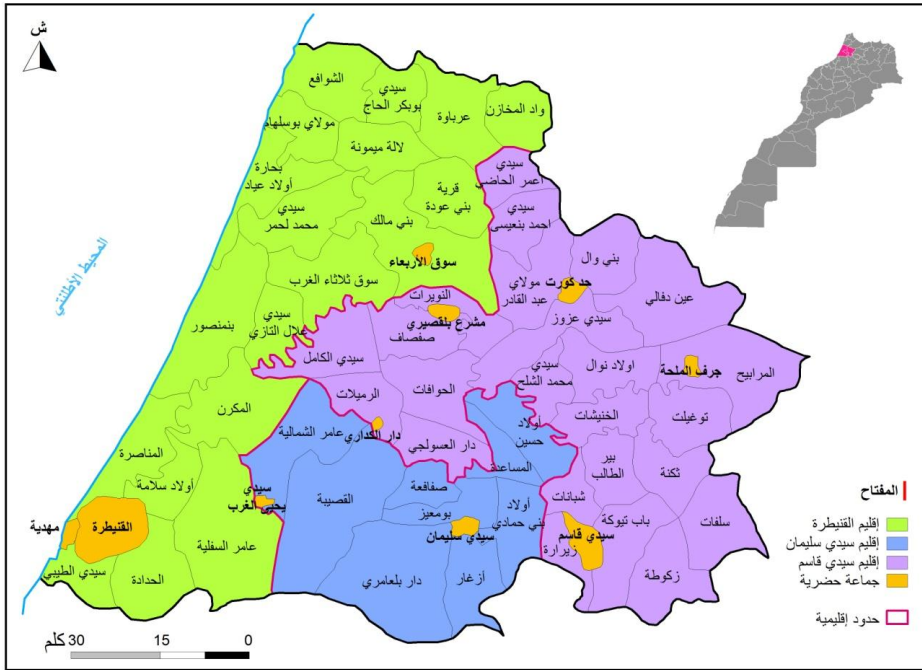 ش
الشوافع
سيدي
بوبكر الحاج
عرباوة
واد المخازن
مولاي بوسلهام
لالة ميمونة
سيدي
اعمر الحاضي
بحارة
أولاد عياد
قرية
بني عودة
سيدي
محمد لحمر
بني مالك
سيدي
احمد بنعيسى
بني وال
سوق الأربعاء
المحيط الأطلنتي
سوق ثلاثاء الغرب
النويرات
مولاي
عبد القادر
حد كورت
عين دفالي
بنمنصور
سيدي
علال التازي
مشرع بلقصيري
صفصاف
سيدي عزوز
سيدي الكامل
الحوافات
سيدي
محمد الشلح
اولاد نوال
جرف الملحة
المرابيح
المكرن
الرميلات
الخنيشات
توغيلت
عامر الشمالية
دار الكداري
دار العسولجي
أولاد
حسين
المناصرة
المساعدة
بير
الطالب
ثكنة
أولاد سلامة
سيدي
يحيى الغرب
القصيبة
صفافعة
بومعيز
أولاد
بني حمادي
شبانات
باب تيوكة
سلفات
مهدية
القنيطرة
عامر السفلية
سيدي سليمان
سيدي قاسم
زيرارة
سيدي الطيبي
الحدادة
دار بلعامري
أزغار
زكوطة
المفتاح
إقليم القنيطرة
إقليم سيدي سليمان
إقليم سيدي قاسم
جماعة حضرية
حدود إقليمية
كلم 30 15 0